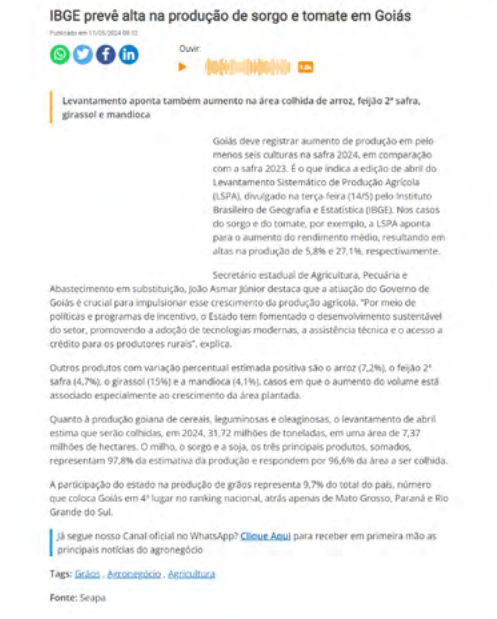 IBGE prevê alta na produção de sorgo e tomate em Goiás
Ouvir:
1.0x
Levantamento aponta também aumento na área colhida de arroz, feijão 2ª safra,
girassol e mandioca
Goiás deve registrar aumento de produção em pelo
menos seis culturas na safra 2024, em comparação
com a safra 2023. É o que indica a edição de abril do
Levantamento Sistemático de Produção Agrícola
(LSPA), divulgado na terça-feira (14/5) pelo Instituto
Brasileiro de Geografia e Estatística (IBGE). Nos casos
do sorgo e do tomate, por exemplo, a LSPA aponta
para o aumento do rendimento médio, resultando em
altas na produção de 5,8% e 27,1%, respectivamente.
Secretário estadual de Agricultura, Pecuária e
Abastecimento em substituição, João Asmar Júnior destaca que a atuação do Governo de
Goiás é crucial para impulsionar esse crescimento da produção agrícola. "Por meio de
políticas e programas de incentivo, o Estado tem fomentado o desenvolvimento sustentável
do setor, promovendo a adoção de tecnologias modernas, a assistência técnica e o acesso a
crédito para os produtores rurais", explica.
Outros produtos com variação percentual estimada positiva são o arroz (7,2%), o feijão 2ª
safra (4,7%), o girassol (15%) e a mandioca (4,1%), casos em que o aumento do volume está
associado especialmente ao crescimento da área plantada.
Quanto à produção goiana de cereais, leguminosas e oleaginosas, o levantamento de abril
estima que serão colhidas, em 2024, 31,72 milhões de toneladas, em uma área de 7,37
milhões de hectares. O milho, o sorgo e a soja, os três principais produtos, somados,
representam 97,8% da estimativa da produção e respondem por 96,6% da área a ser colhida.
A participação do estado na produção de grãos representa 9,7% do total do país, número
que coloca Goiás em 4º lugar no ranking nacional, atrás apenas de Mato Grosso, Paraná e Rio
Grande do Sul.
Já segue nosso Canal oficial no WhatsApp? Clique Aqui para receber em primeira mão as
principais notícias do agronegócio
Tags: Grãos , Agronegócio , Agricultura
Fonte: Seapa